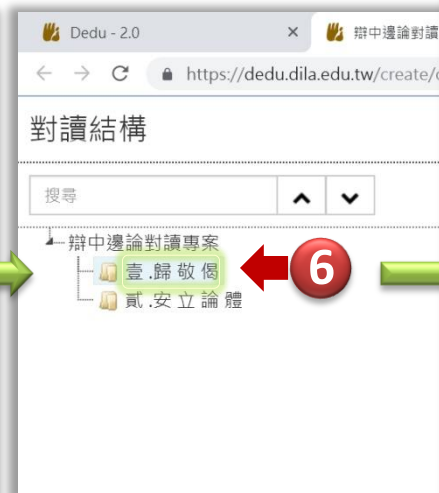 Dedu - 2.0
辯中邊論對讀
https://dedu.dila.edu.tw/create/
對讀結構
搜尋
辯中邊論對讀專案
壹.歸敬偈
6
貳.安立論體